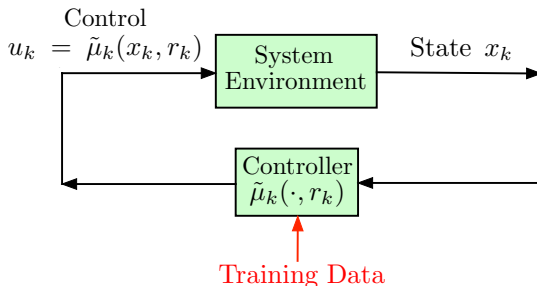 Control
u_k = μ̃_k(x_k, r_k)
System
Environment
State x_k
Controller
μ̃_k(·, r_k)
Training Data